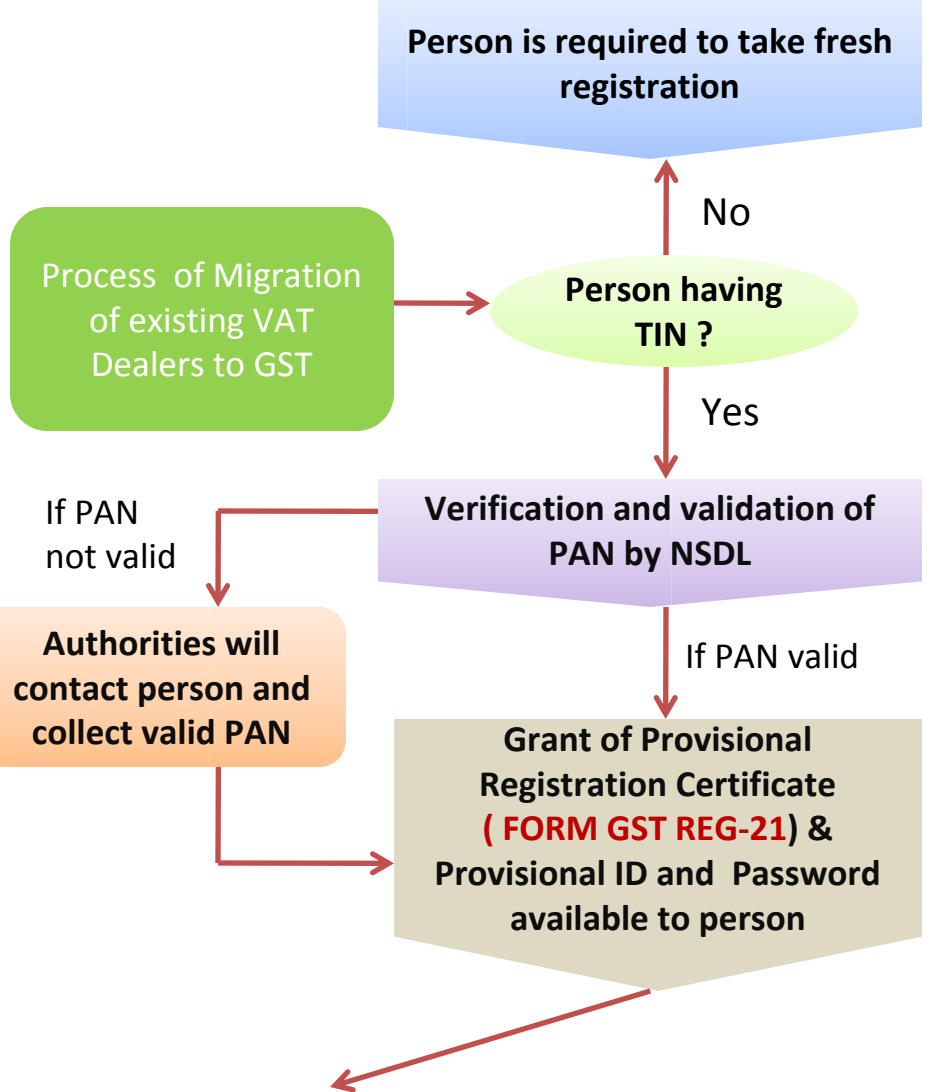 Person is required to take fresh
registration
No
Process of Migration
of existing VAT
Dealers to GST
Person having
TIN ?
Yes
If PAN
not valid
Verification and validation of
PAN by NSDL
Authorities will
contact person and
collect valid PAN
If PAN valid
Grant of Provisional
Registration Certificate
( FORM GST REG-21) &
Provisional ID and Password
available to person